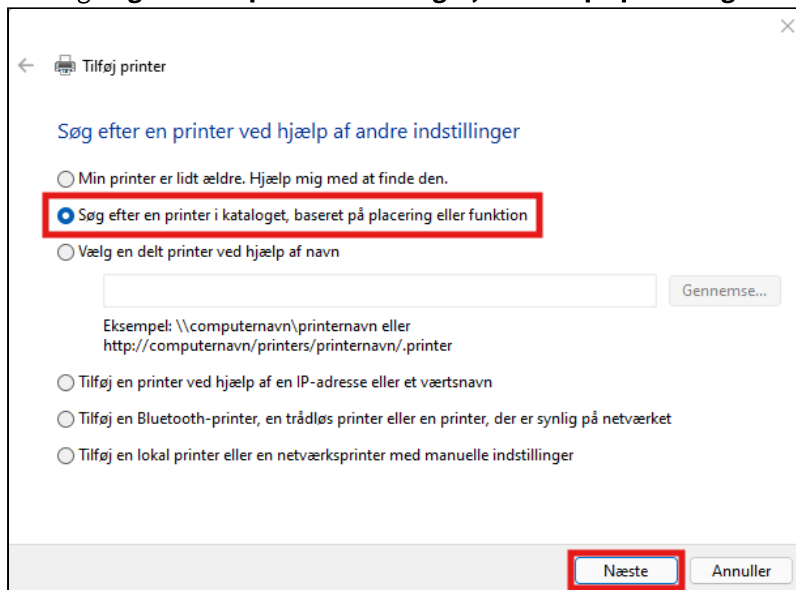 Tilføj printer
Søg efter en printer ved hjælp af andre indstillinger
Min printer er lidt ældre. Hjælp mig med at finde den.
Søg efter en printer i kataloget, baseret på placering eller funktion
Vælg en delt printer ved hjælp af navn
Gennemse...
Eksempel: \\computernavn\printernavn eller
http://computernavn/printers/printernavn/.printer
Tilføj en printer ved hjælp af en IP-adresse eller et værtsnavn
Tilføj en Bluetooth-printer, en trådløs printer eller en printer, der er synlig på netværket
Tilføj en lokal printer eller en netværksprinter med manuelle indstillinger
Næste Annuller